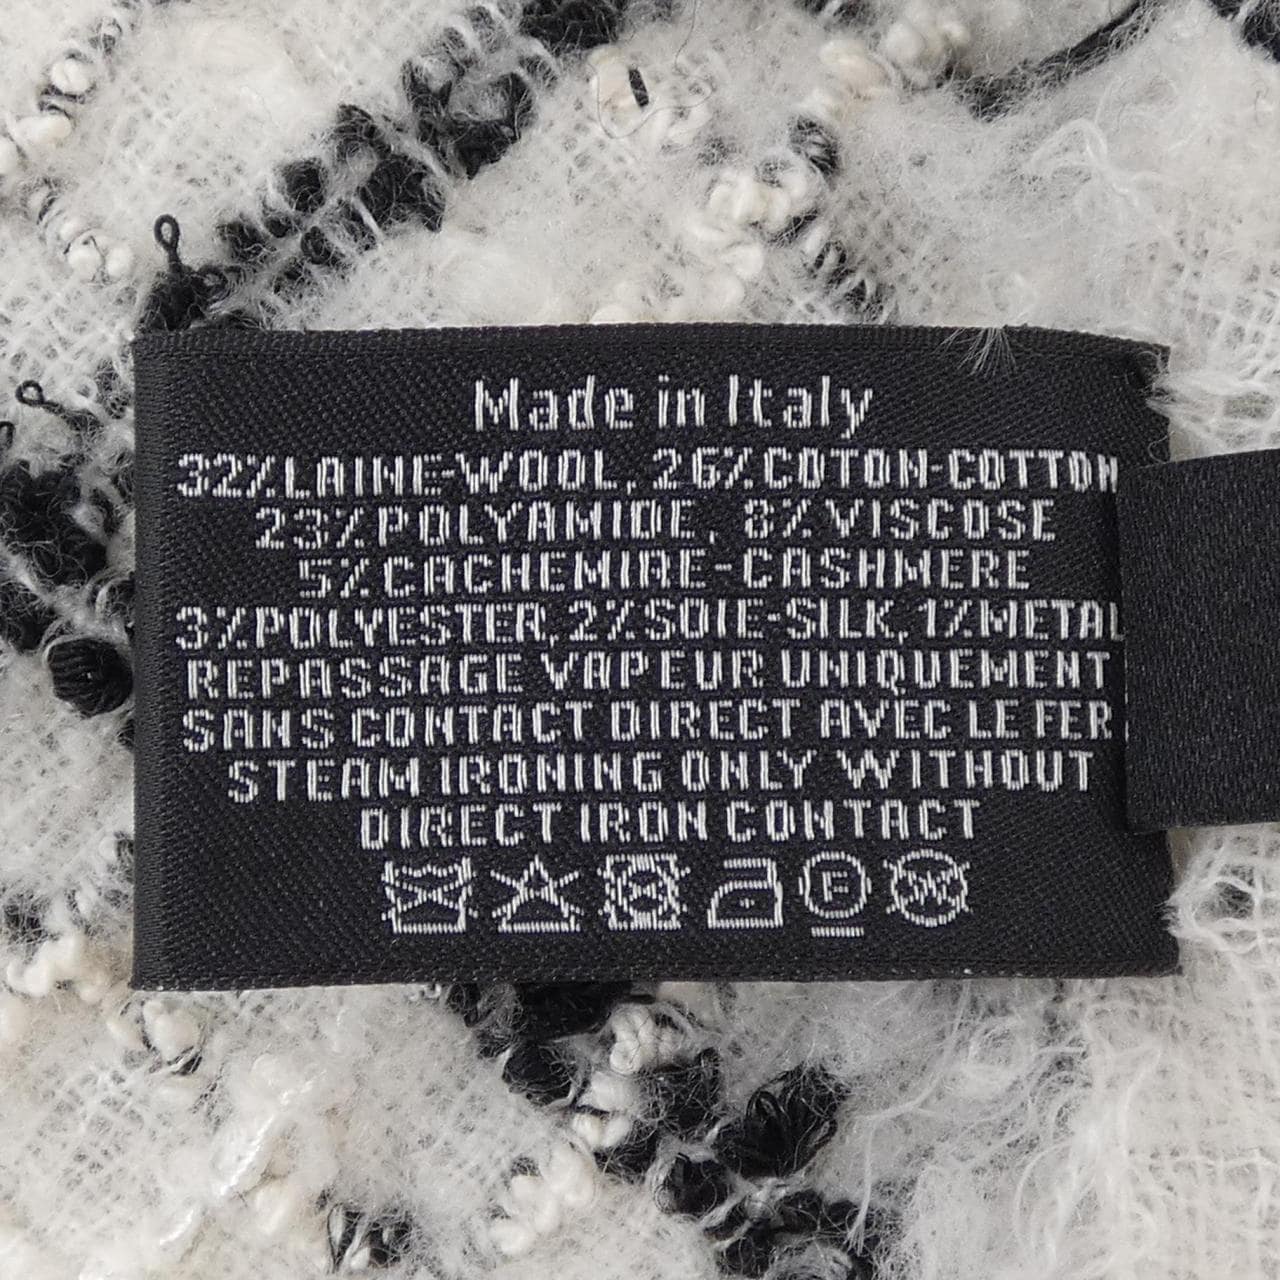 Made in Italy
32%LAINE-WOOL, 26%COTON-COTTON
23%POLYAMIDE, 8%VISCOSE
5%CACHEMIRE-CASHMERE
3%POLYESTER,2%SOIE-SILK,1%METAL
REPASSAGE VAPEUR UNIQUEMENT
SANS CONTACT DIRECT AVEC LE FER.
STEAM IRONING ONLY WITHOUT
DIRECT IRON CONTACT
F W